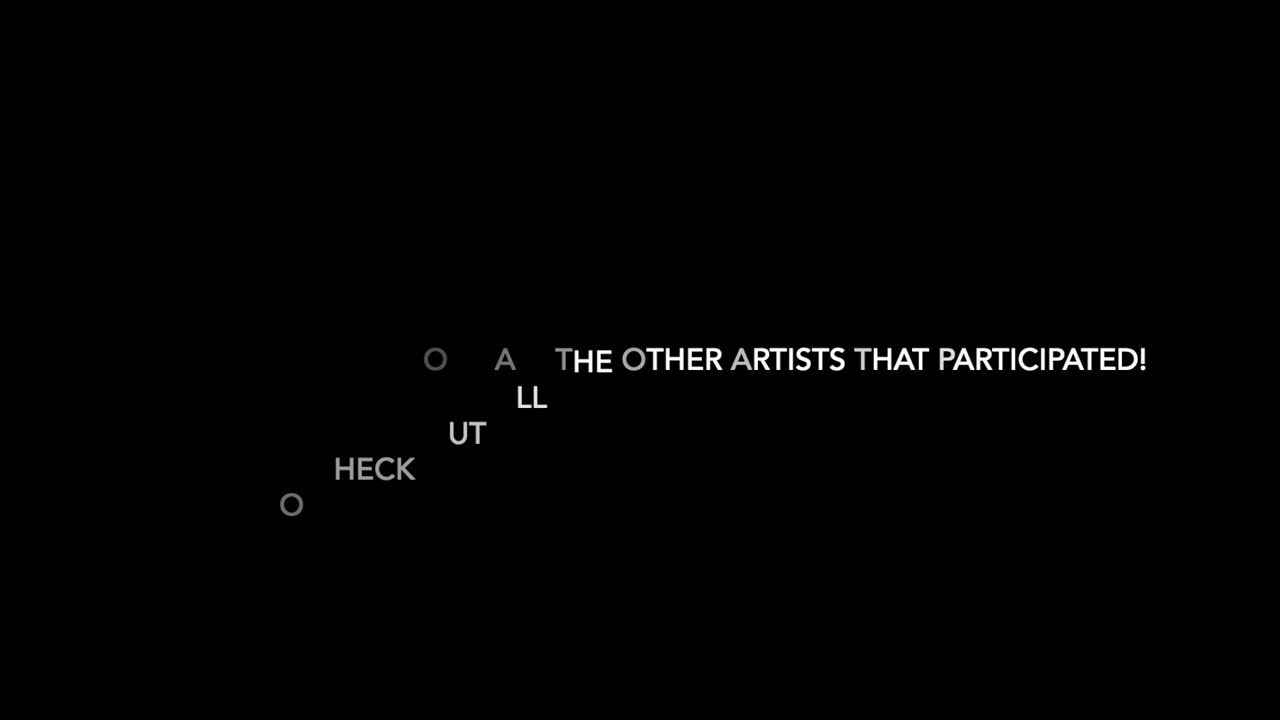 O A THE OTHER ARTISTS THAT PARTICIPATED!
LL
UT
HECK
O